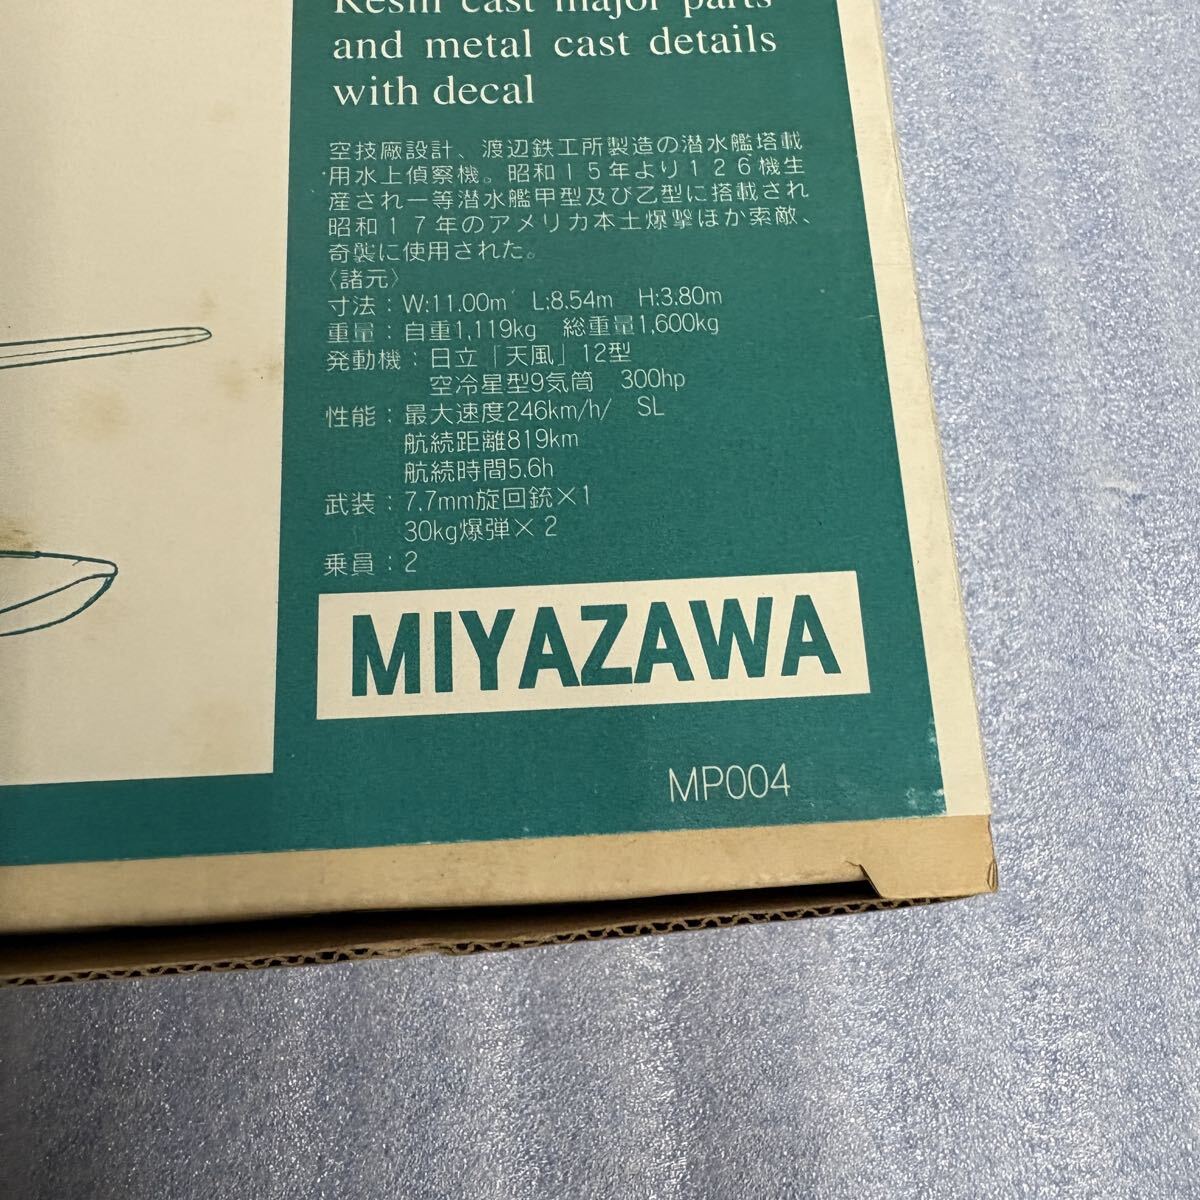 Resin cast major parts
and metal cast details
with decal
空技廠設計、渡辺鉄工所製造の潜水艦塔載
用水上偵察機。昭和15年より126機生
産され一等潜水艦甲型及び乙型に搭載され
昭和17年のアメリカ本土爆撃ほか索敵、
奇襲に使用された。
〈諸元〉
寸法：W:11.00m L:8.54m H:3.80m
重量：自重1,119kg 総重量1,600kg
発動機：日立「天風」12型
空冷星型9気筒 300hp
性能：最大速度246km/h/ SL
航続距離819km
航続時間5.6h
武装：7.7mm旋回銃×1
30kg爆弾×2
乗員：2
MIYAZAWA
MP004